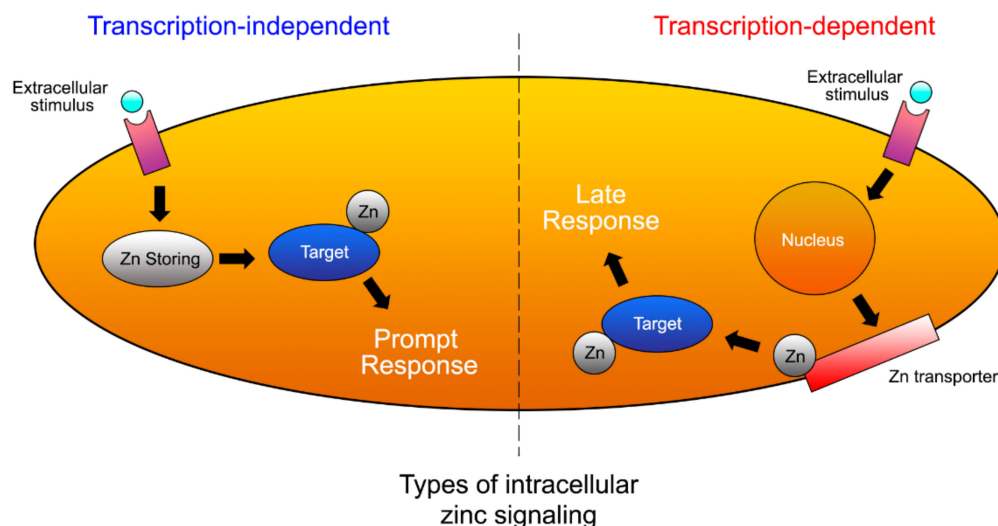 Transcription-independent
Transcription-dependent
Extracellular
stimulus
Zn Storing
Target
Zn
Prompt
Response
Extracellular
stimulus
Nucleus
Late
Response
Target
Zn
Zn
Zn transporter
Types of intracellular
zinc signaling